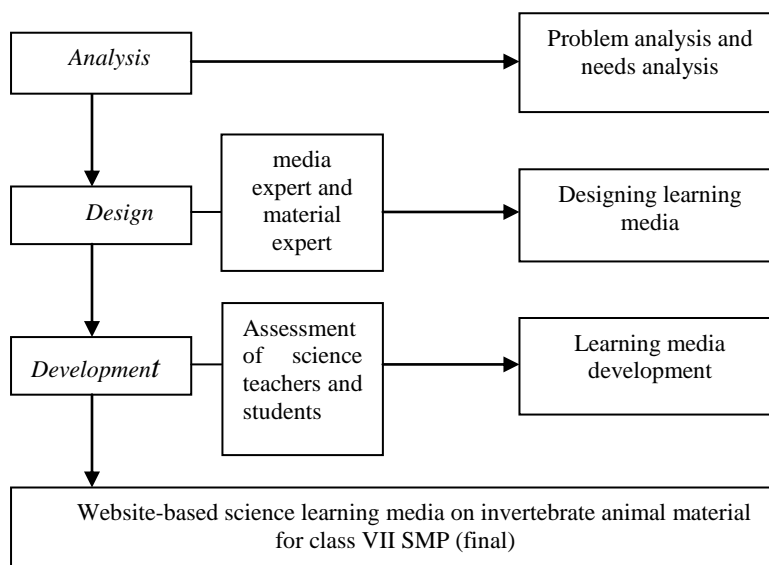 Analysis
Problem analysis and
needs analysis
Design
media
expert and
material
expert
Designing learning
media
Development
Assessment
of science
teachers and
students
Learning media
development
Website-based science learning media on invertebrate animal material
for class VII SMP (final)